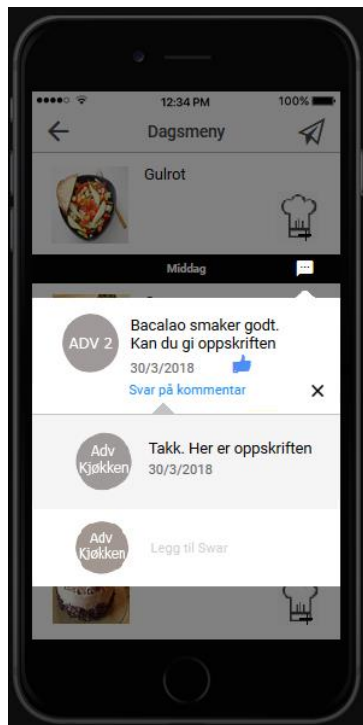 12:34 PM
100%
Dagsmeny
Gulrot
Middag
ADV 2
Bacalao smaker godt.
Kan du gi oppskriften
30/3/2018
Svar på kommentar
Adv
Kjøkken
Takk. Her er oppskriften
30/3/2018
Adv
Kjøkken
Legg til Swar